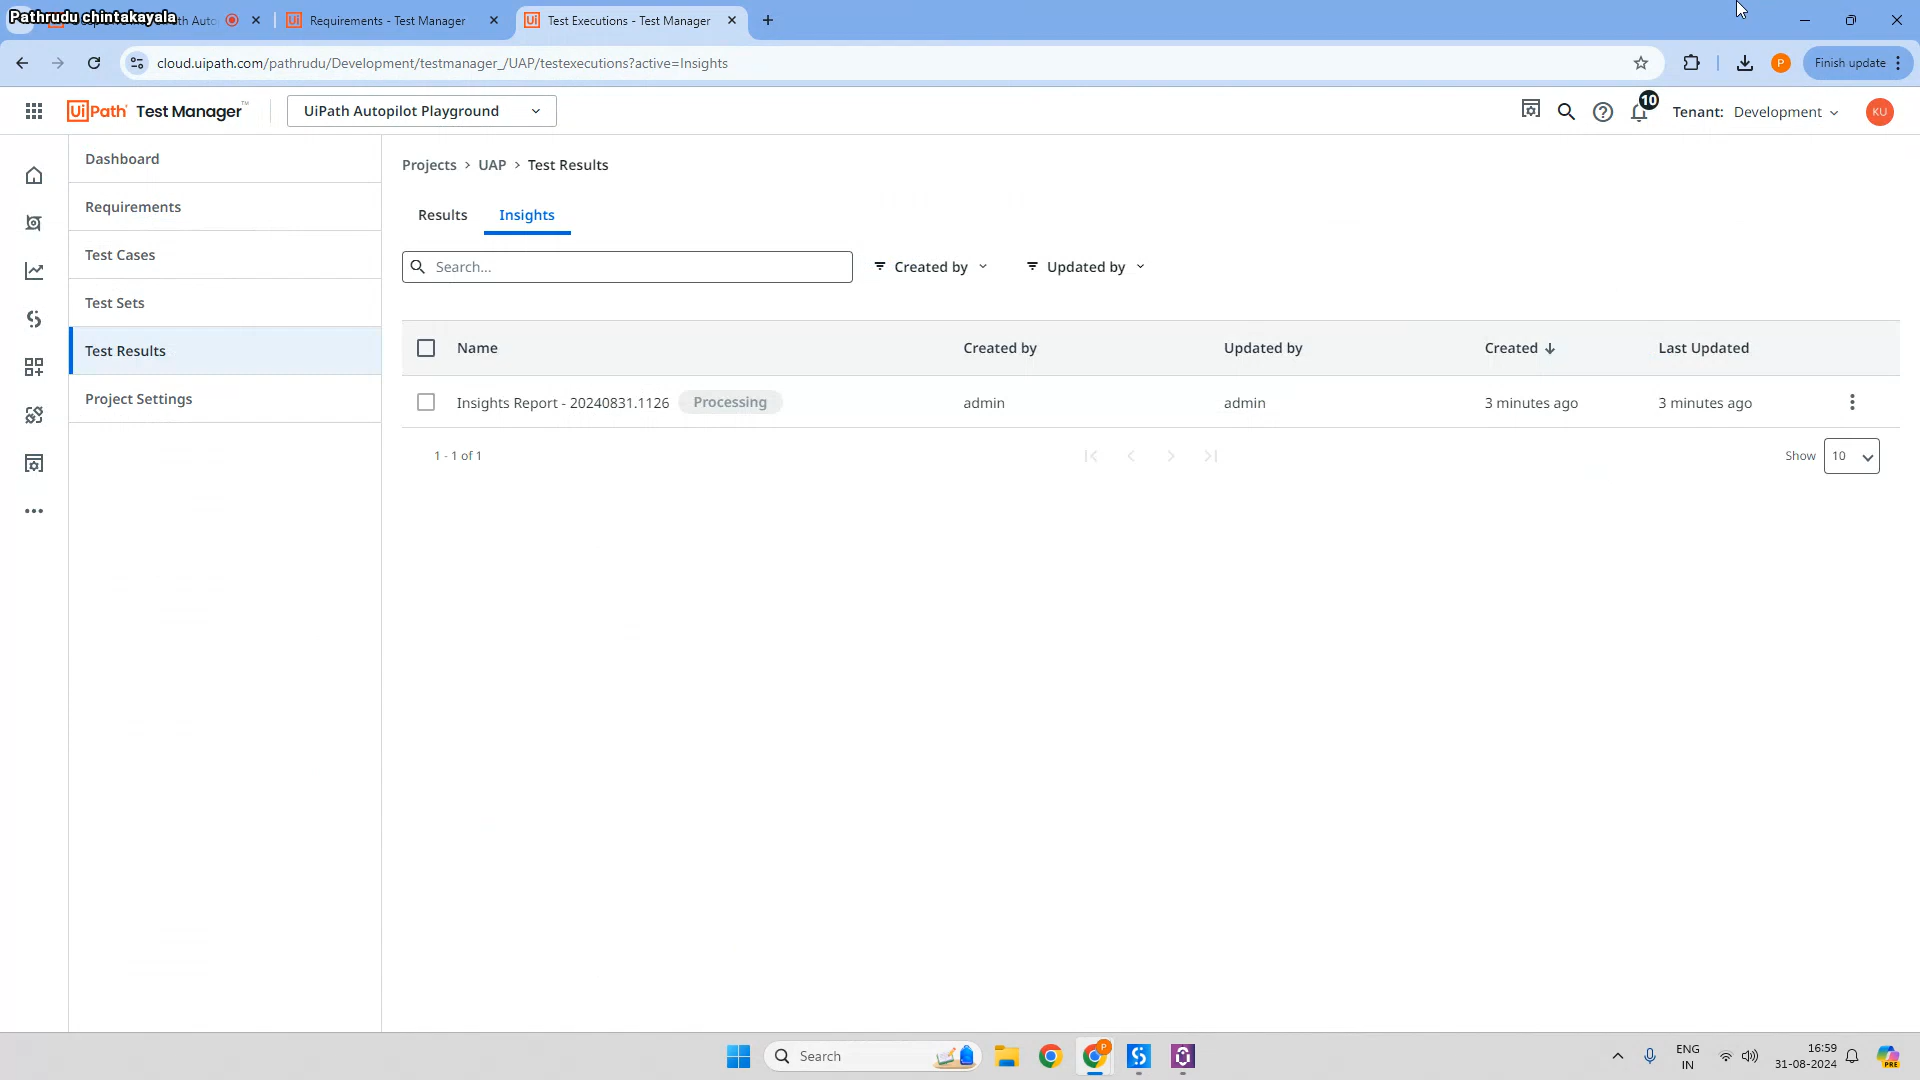 Pathrudu chintakayala
Path Auto
Requirements - Test Manager
Test Executions - Test Manager
cloud.uipath.com/pathrudu/Development/testmanager_/UAP/testexecutions?active=Insights
P
Finish update
UiPath Test Manager™
UiPath Autopilot Playground
10
Tenant: Development
KU
Dashboard
Requirements
Test Cases
Test Sets
Test Results
Project Settings
Projects > UAP > Test Results
Results
Insights
Search...
Created by
Updated by
Name
Created by
Updated by
Created
Last Updated
Insights Report - 20240831.1126
Processing
admin
admin
3 minutes ago
3 minutes ago
1 - 1 of 1
Show
10
Search
P
ENG
IN
16:59
31-08-2024
PRE